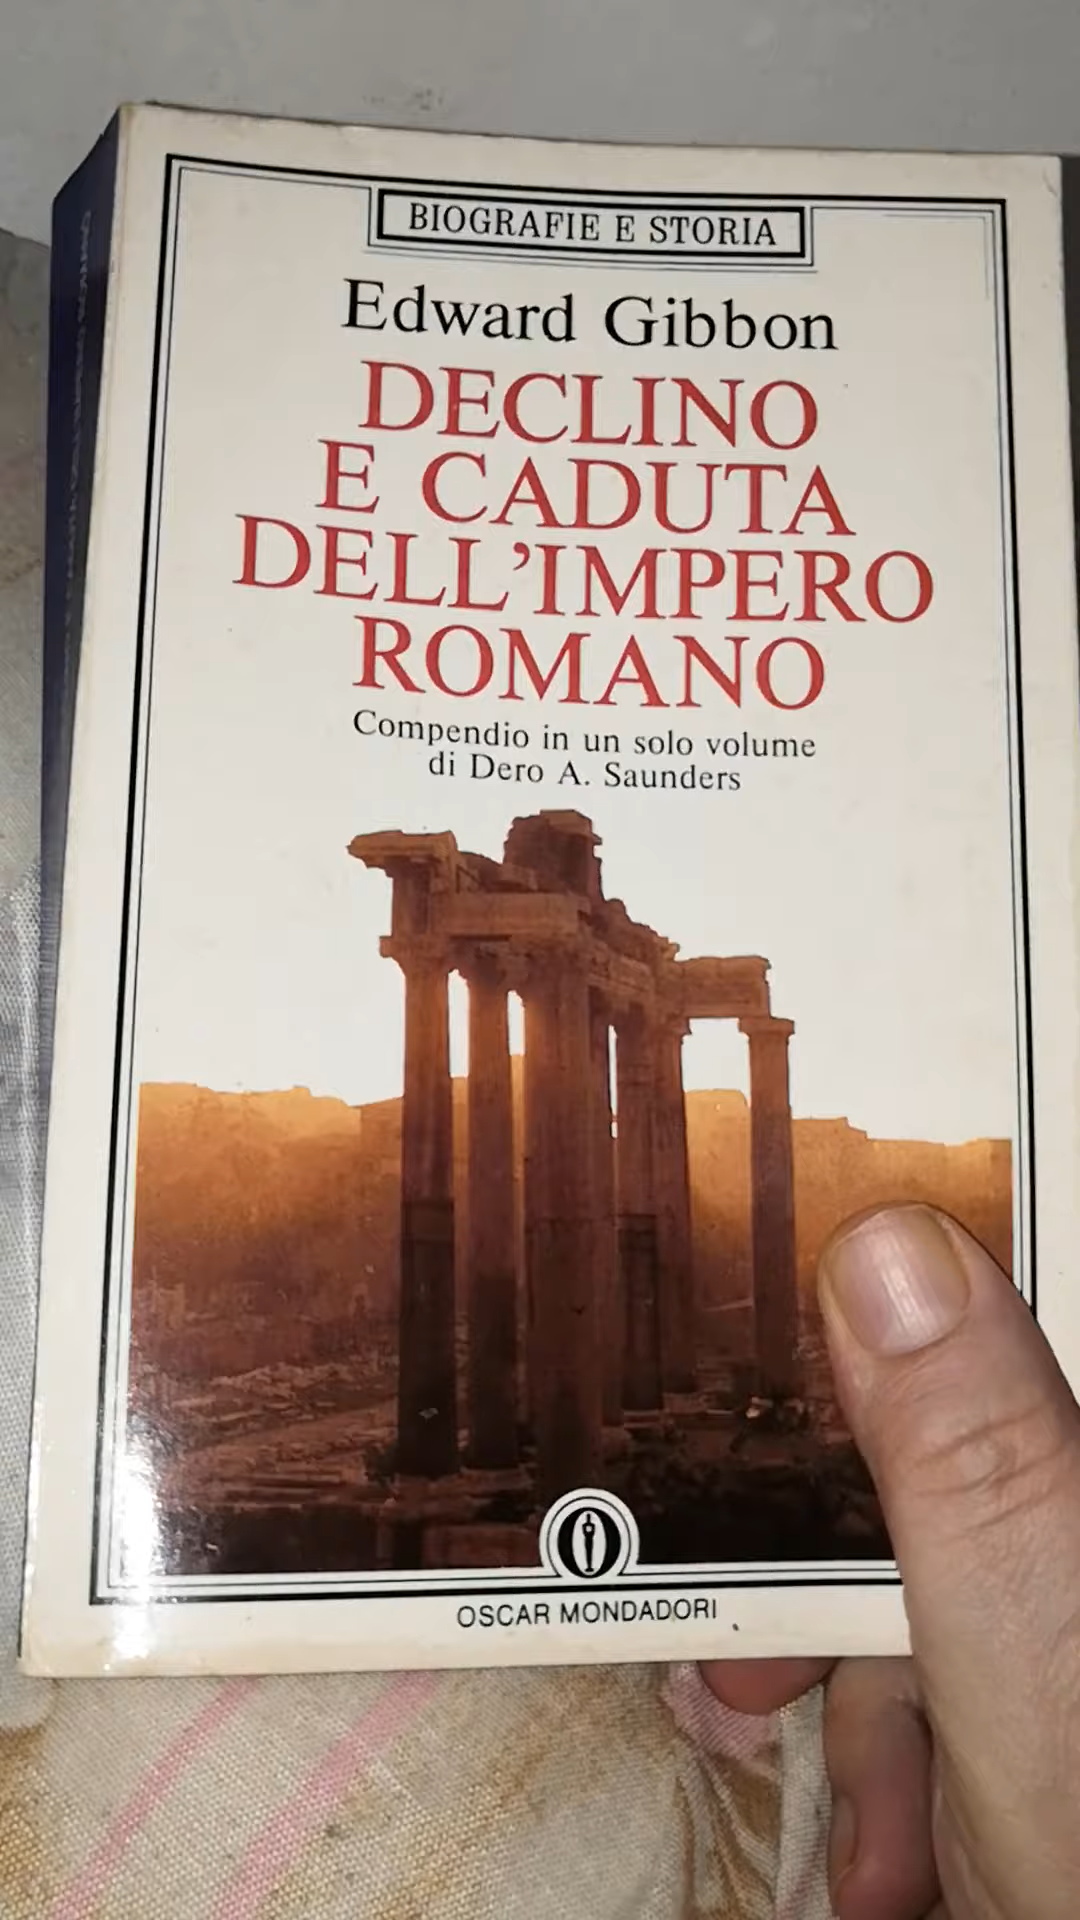 BIOGRAFIE E STORIA
Edward Gibbon
DECLINO
E CADUTA
DELL'IMPERO
ROMANO
Compendio in un solo volume
di Dero A. Saunders
OSCAR MONDADORI